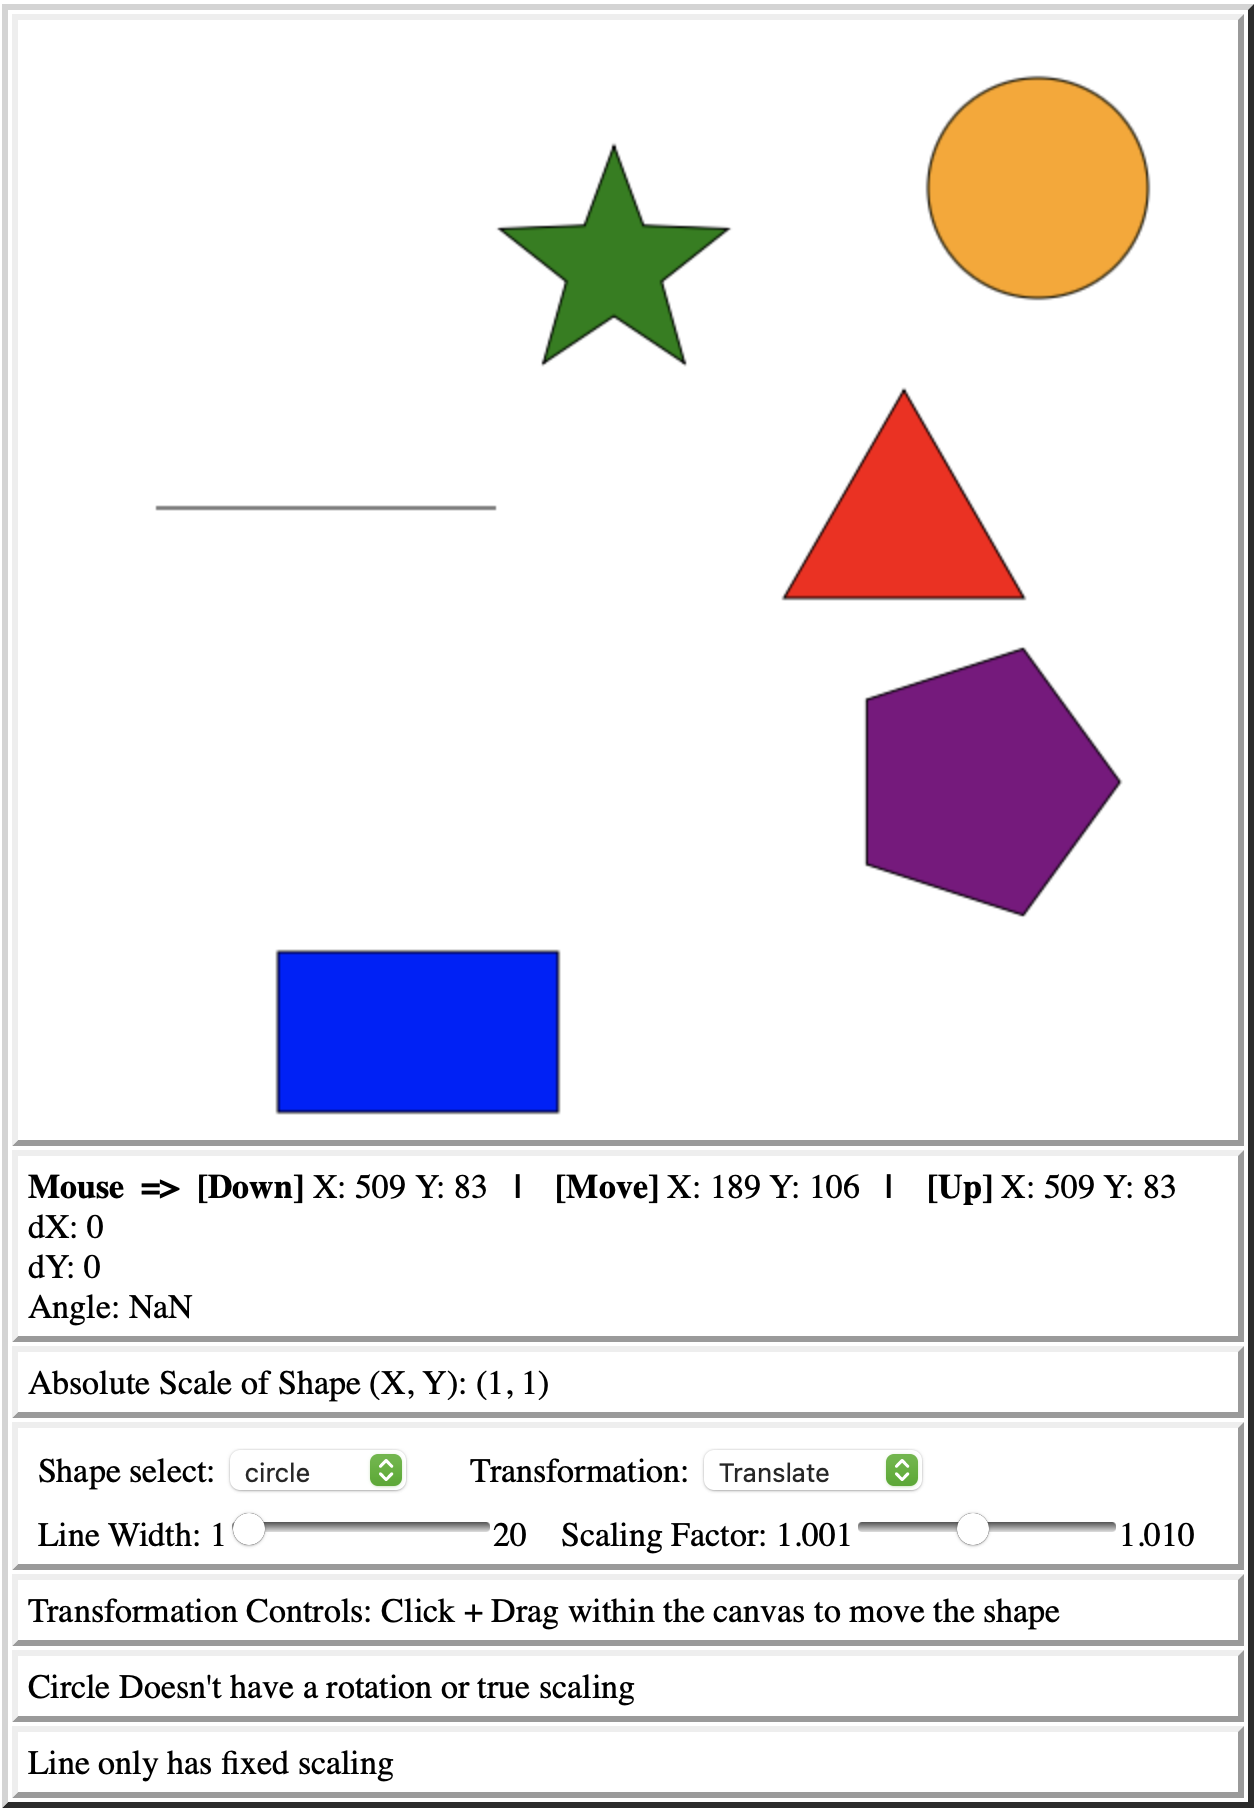 Mouse => [Down] X: 509 Y: 83 | [Move] X: 189 Y: 106 | [Up] X: 509 Y: 83
dX: 0
dY: 0
Angle: NaN
Absolute Scale of Shape (X, Y): (1, 1)
Shape select: circle Transformation: Translate
Line Width: 1 20 Scaling Factor: 1.001 1.010
Transformation Controls: Click + Drag within the canvas to move the shape
Circle Doesn't have a rotation or true scaling
Line only has fixed scaling